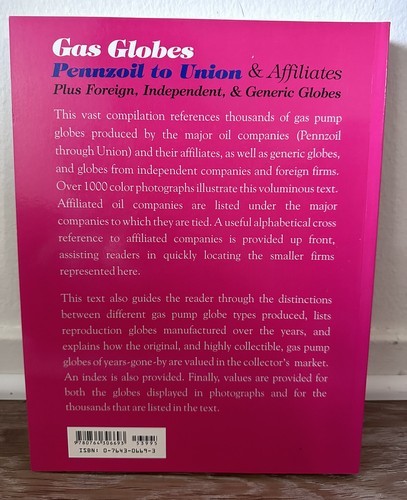 Gas Globes
Pennzoil to Union & Affiliates
Plus Foreign, Independent, & Generic Globes
This vast compilation references thousands of gas pump
globes produced by the major oil companies (Pennzoil
through Union) and their affiliates, as well as generic globes,
and globes from independent companies and foreign firms.
Over 1000 color photographs illustrate this voluminous text.
Affiliated oil companies are listed under the major
companies to which they are tied. A useful alphabetical cross
reference to affiliated companies is provided up front,
assisting readers in quickly locating the smaller firms
represented here.
This text also guides the reader through the distinctions
between different gas pump globe types produced, lists
reproduction globes manufactured over the years, and
explains how the original, and highly collectible, gas pump
globes of years-gone-by are valued in the collector's market.
An index is also provided. Finally, values are provided for
both the globes displayed in photographs and for the
thousands that are listed in the text.
9 780764 306693
53995
ISBN: 0-7643-0669-3